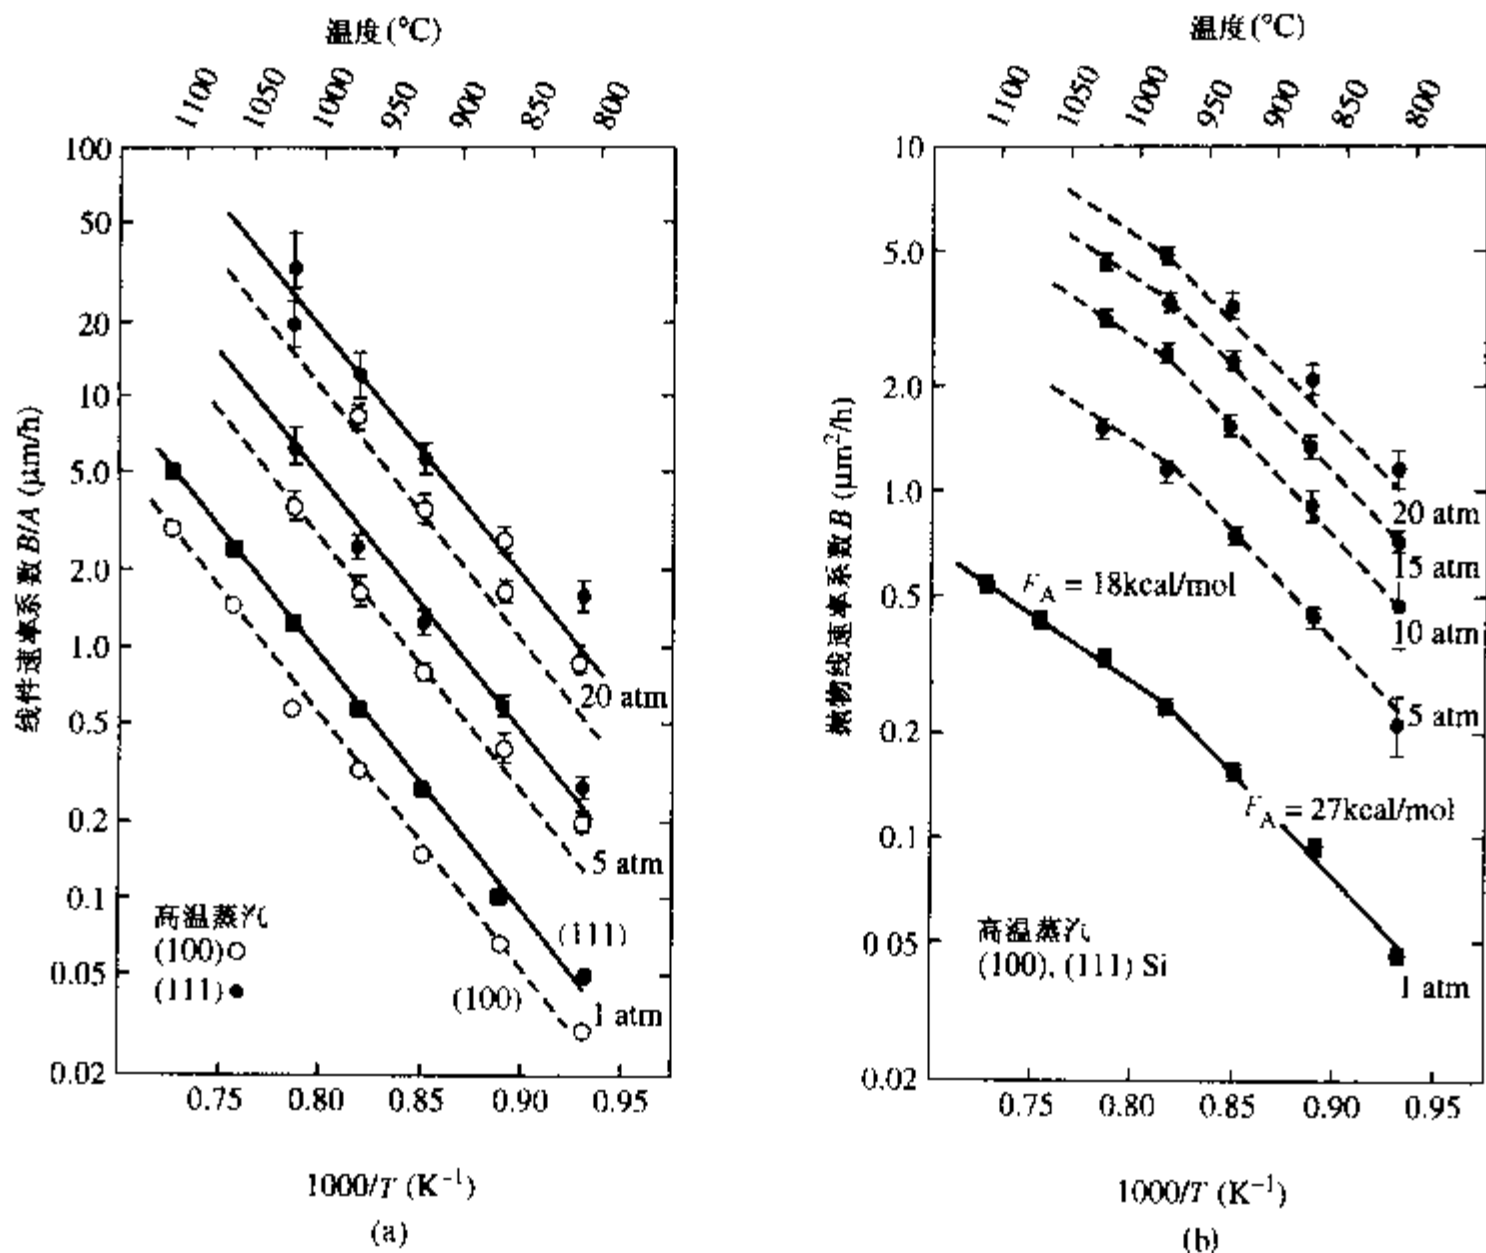 温度(°C)
1100 1050 1000 950 900 850 800
100
50
20
10
5.0
2.0
1.0
0.5
0.2
0.1
0.05
0.02
线性速率系数B/A (μm/h)
20 atm
5 atm
1 atm
(111)
(100)
高温蒸汽
(100)
(111)
0.75 0.80 0.85 0.90 0.95
1000/T (K⁻¹)
(a)
温度(°C)
1100 1050 1000 950 900 850 800
10
5.0
2.0
1.0
0.5
0.2
0.1
0 05
0.02
抛物线速率系数B (μm²/h)
20 atm
15 atm
10 atm
5 atm
1 atm
E_A = 18kcal/mol
E_A = 27kcal/mol
高温蒸汽
(100), (111) Si
0.75 0.80 0.85 0.90 0.95
1000/T (K⁻¹)
(b)